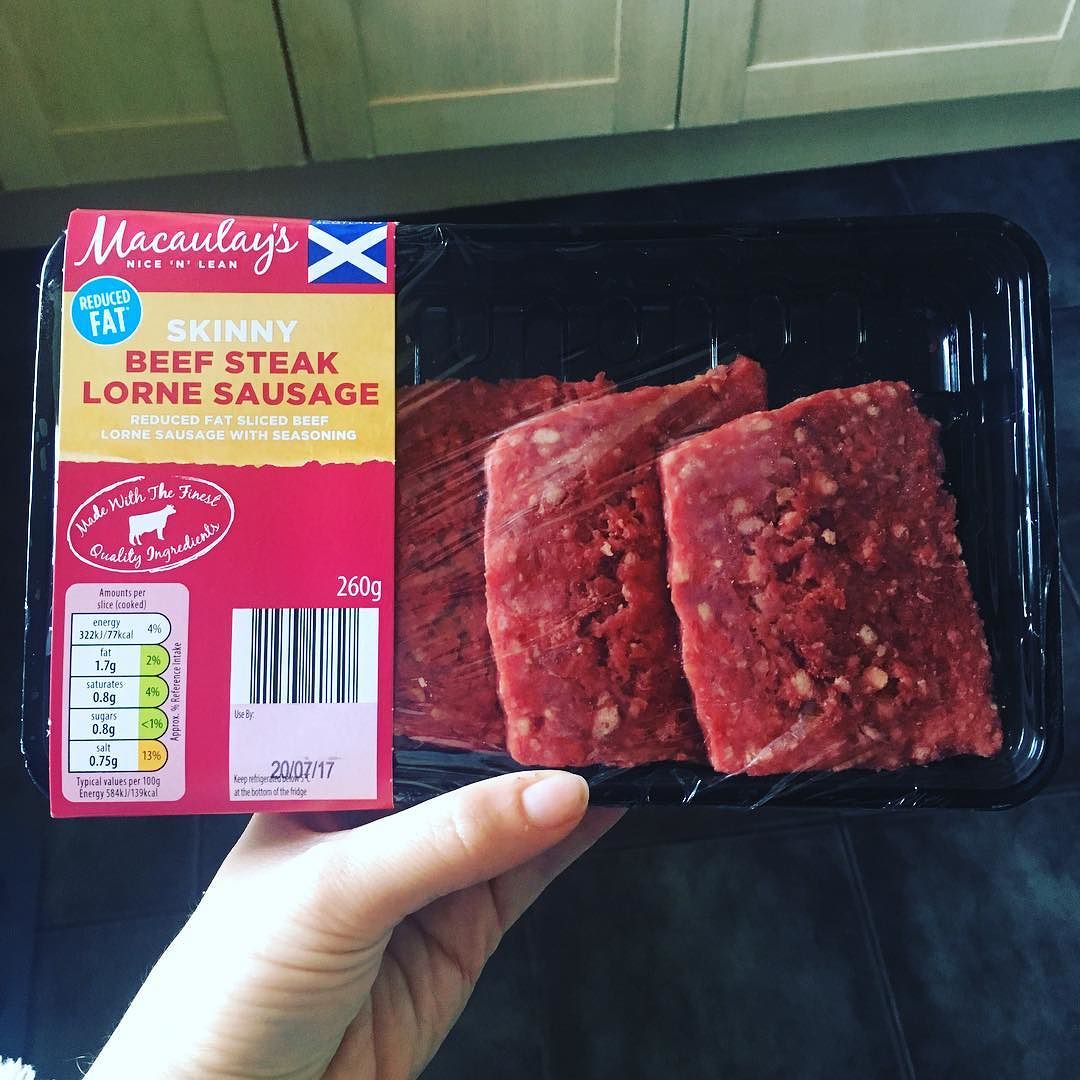 Macaulay's
NICE 'N' LEAN
SCOTLAND
REDUCED
FAT*
SKINNY
BEEF STEAK
LORNE SAUSAGE
REDUCED FAT SLICED BEEF
LORNE SAUSAGE WITH SEASONING
Made With The Finest
Quality Ingredients
260g
Amounts per
slice (cooked)
energy
322kJ/77kcal 4%
fat
1.7g 2%
saturates
0.8g 4%
sugars
0.8g <1%
salt
0.75g 13%
Approx. % Reference Intake
Typical values per 100g
Energy 584kJ/139kcal
Use By:
20/07/17
Keep refrigerated below 5°C
at the bottom of the fridge